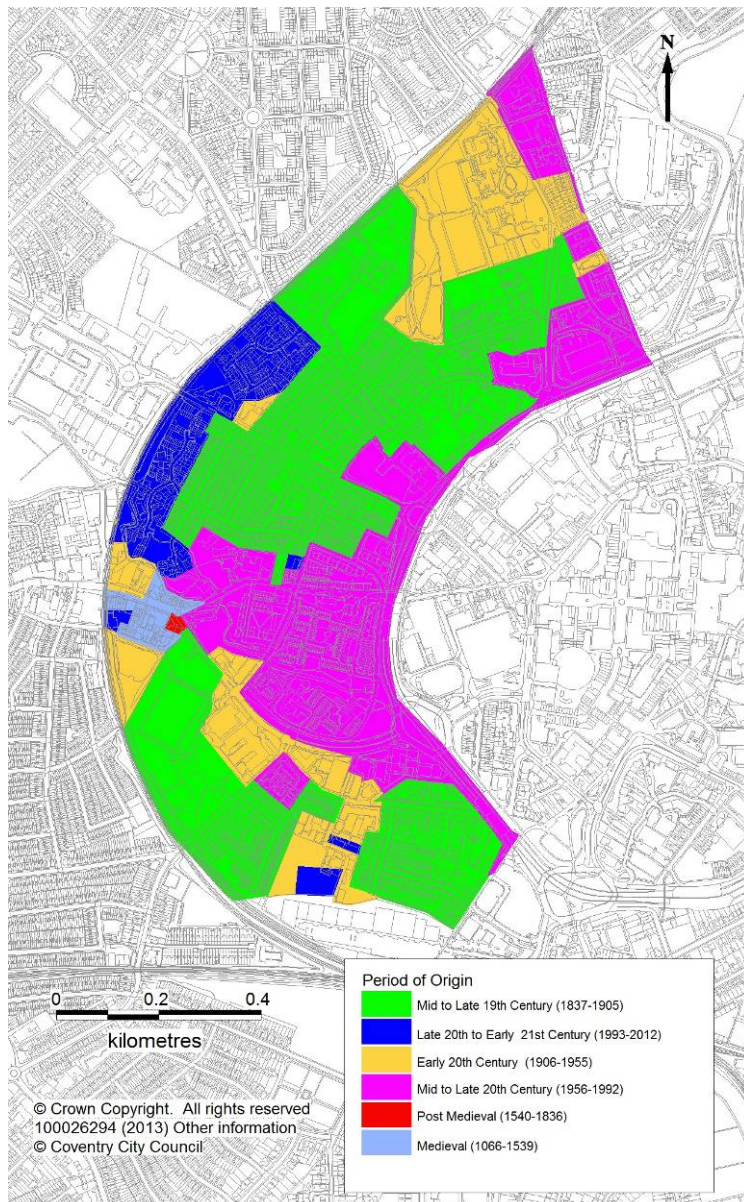 N
Period of Origin
Mid to Late 19th Century (1837-1905)
Late 20th to Early 21st Century (1993-2012)
Early 20th Century (1906-1955)
Mid to Late 20th Century (1956-1992)
Post Medieval (1540-1836)
Medieval (1066-1539)
0 0.2 0.4
kilometres
© Crown Copyright. All rights reserved
100026294 (2013) Other information
© Coventry City Council